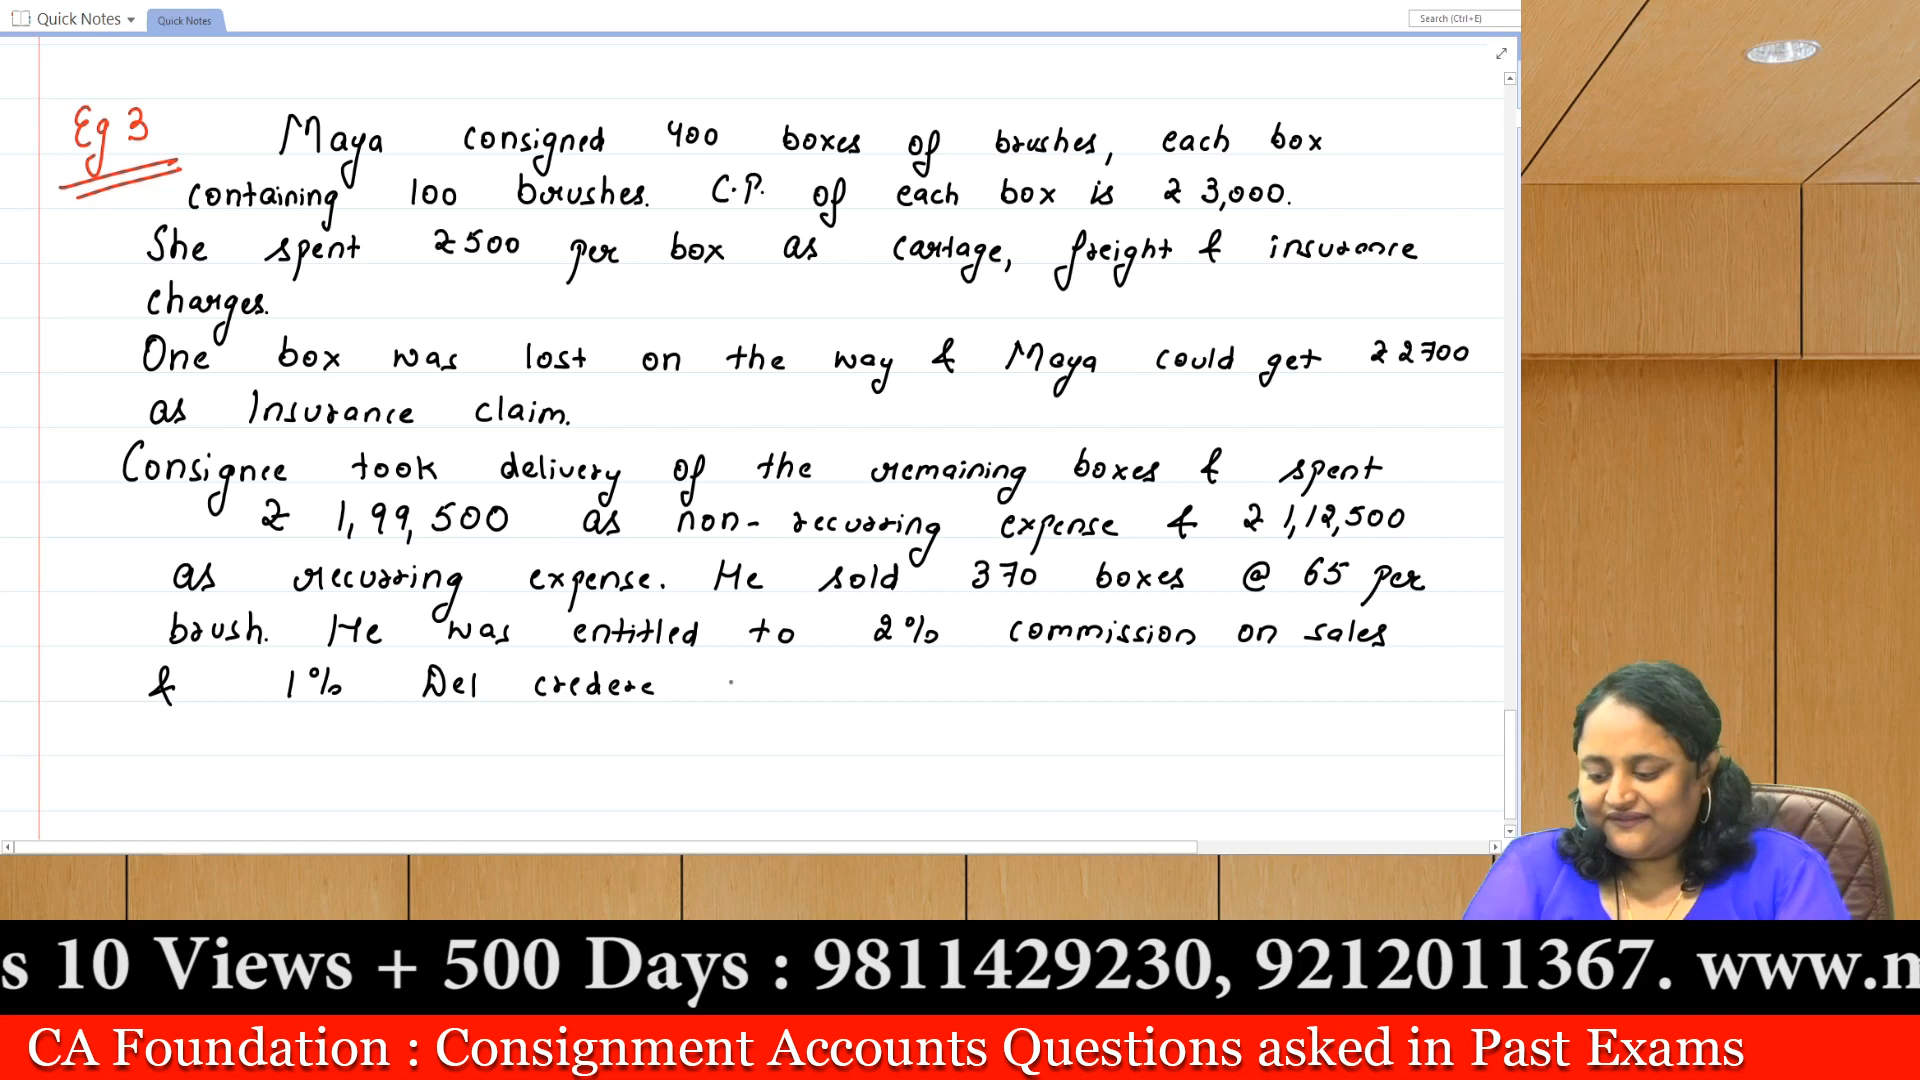 Quick Notes
Quick Notes
Search (Ctrl+E)
Eg 3
Maya consigned 400 boxes of brushes, each box
containing 100 brushes. C.P. of each box is ₹ 3,000.
She spent ₹500 per box as cartage, freight & insurance
charges.
One box was lost on the way & Maya could get ₹2700
as Insurance claim.
Consignee took delivery of the remaining boxes & spent
₹ 1,99,500 as non-recurring expense & ₹1,12,500
as recurring expense. He sold 370 boxes @ 65 per
brush. He was entitled to 2% commission on sales
& 1% Del credere
s 10 Views + 500 Days : 9811429230, 9212011367. www.m
CA Foundation : Consignment Accounts Questions asked in Past Exams